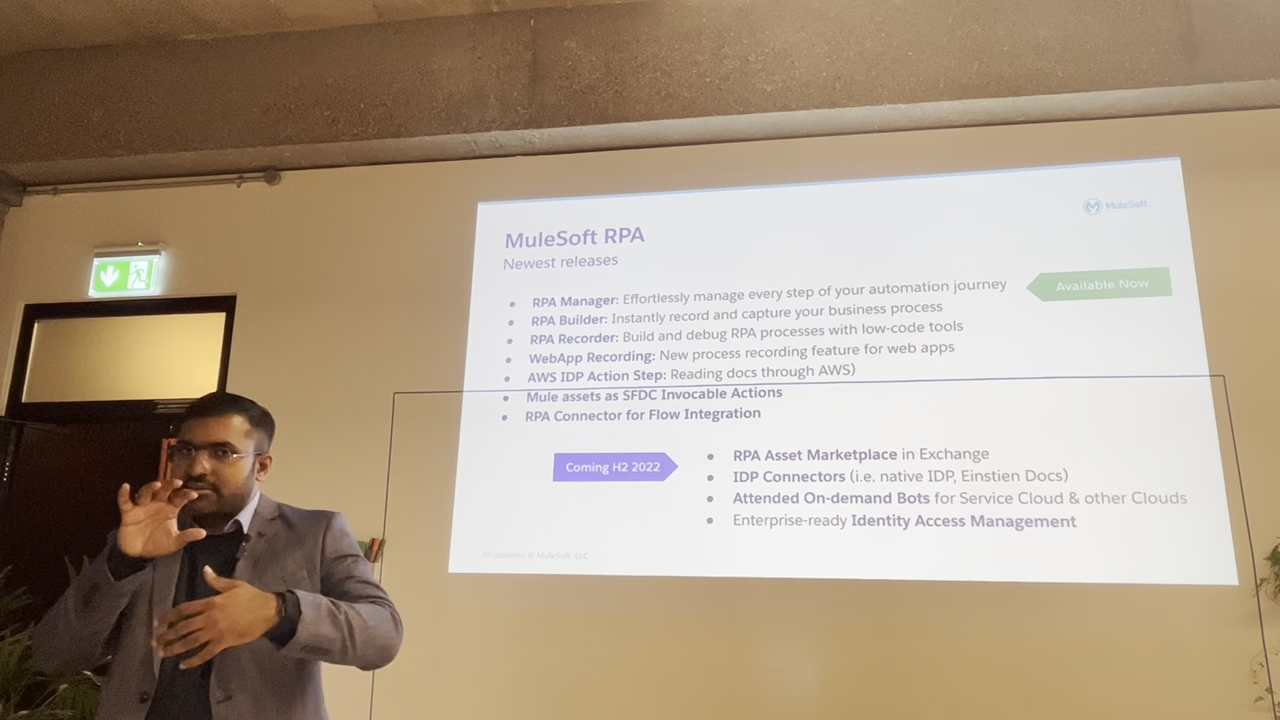 MuleSoft
MuleSoft RPA
Newest releases
RPA Manager: Effortlessly manage every step of your automation journey
Available Now
RPA Builder: Instantly record and capture your business process
RPA Recorder: Build and debug RPA processes with low-code tools
WebApp Recording: New process recording feature for web apps
AWS IDP Action Step: Reading docs through AWS)
Mule assets as SFDC Invocable Actions
RPA Connector for Flow Integration
Coming H2 2022
RPA Asset Marketplace in Exchange
IDP Connectors (i.e. native IDP, Einstien Docs)
Attended On-demand Bots for Service Cloud & other Clouds
Enterprise-ready Identity Access Management
All contents © MuleSoft, LLC